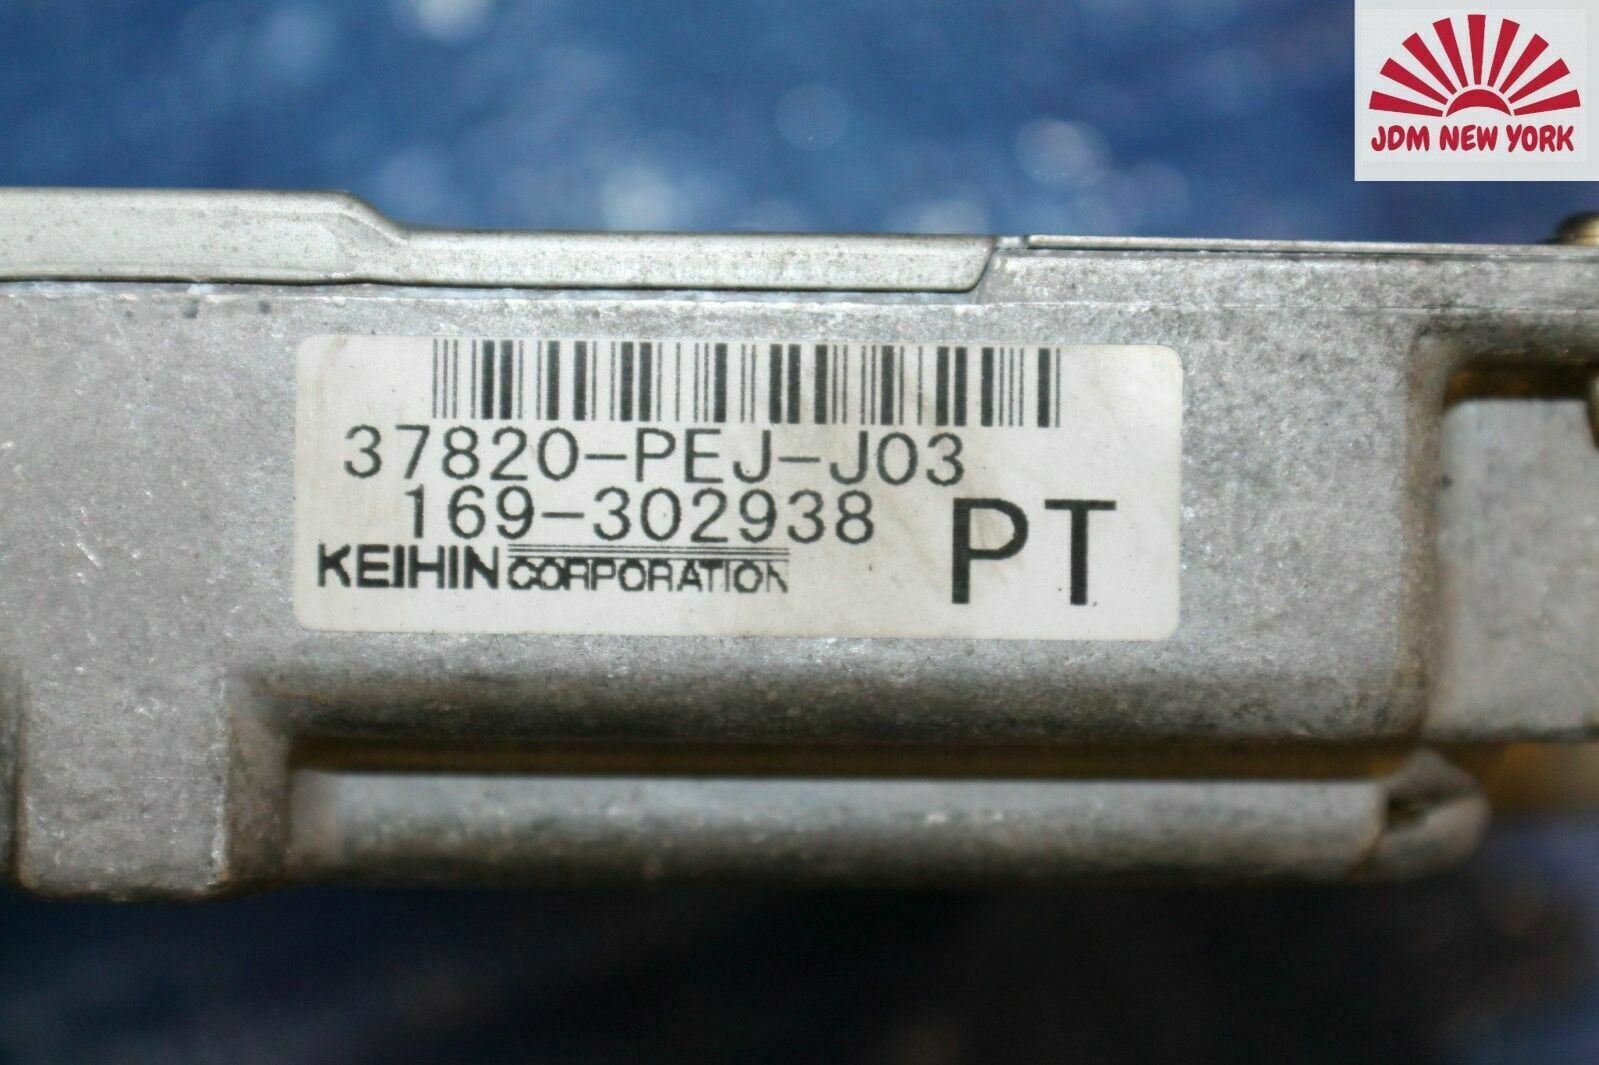 JDM NEW YORK
37820-PEJ-J03
169-302938
PT
KEIHIN CORPORATION